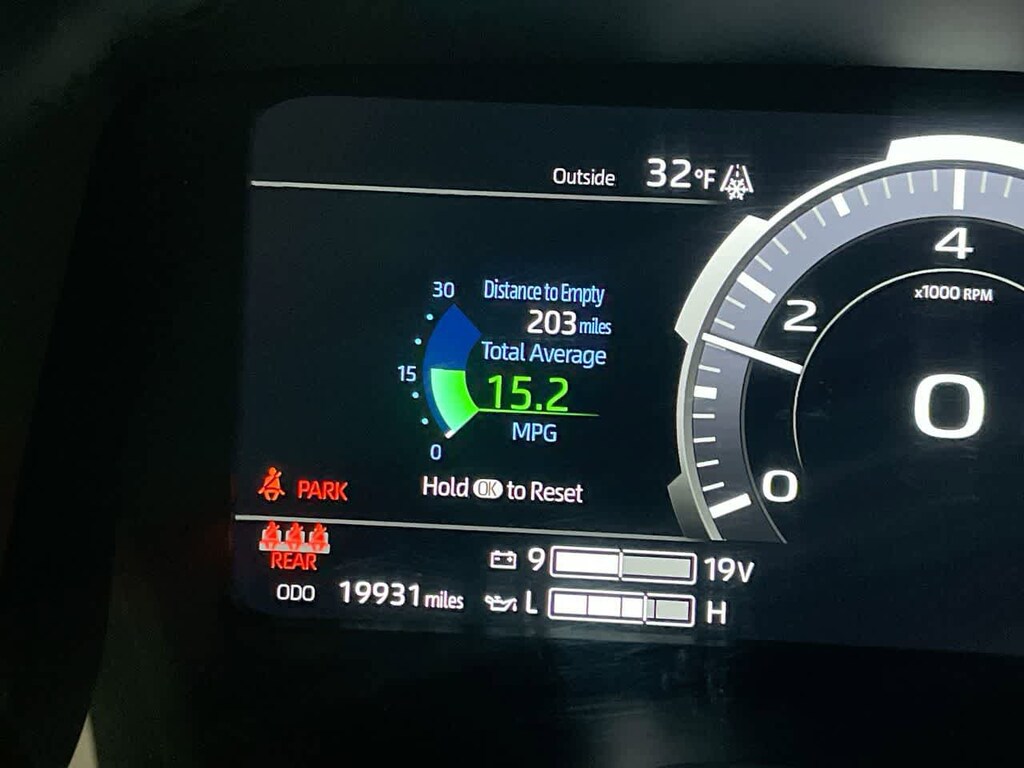 Outside 32°F
30
Distance to Empty
203 miles
Total Average
15
15.2
MPG
0
Hold OK to Reset
PARK
REAR
ODO 19931 miles
9 19V
L H
4
x1000 RPM
2
0
0